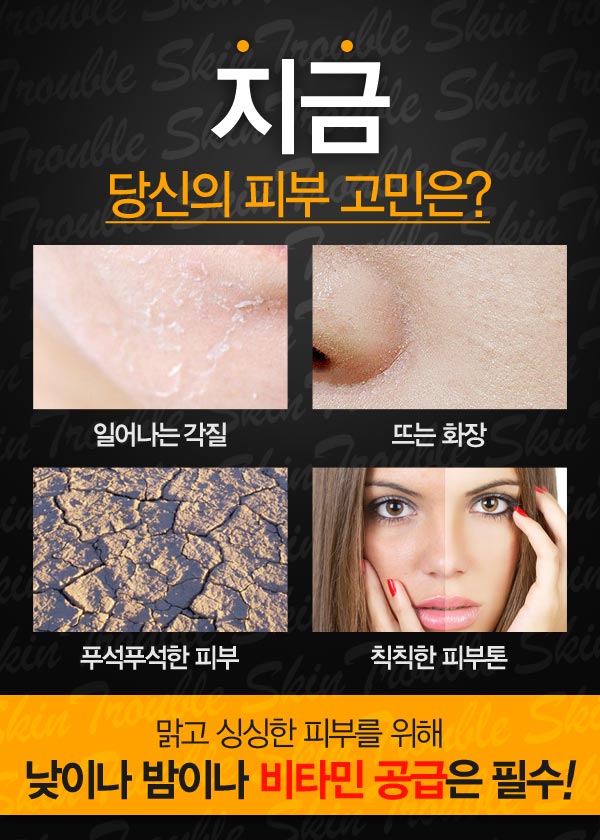 지금
당신의 피부 고민은?
일어나는 각질
뜨는 화장
푸석푸석한 피부
칙칙한 피부톤
맑고 싱싱한 피부를 위해
낮이나 밤이나 비타민 공급은 필수!
Trouble Skin